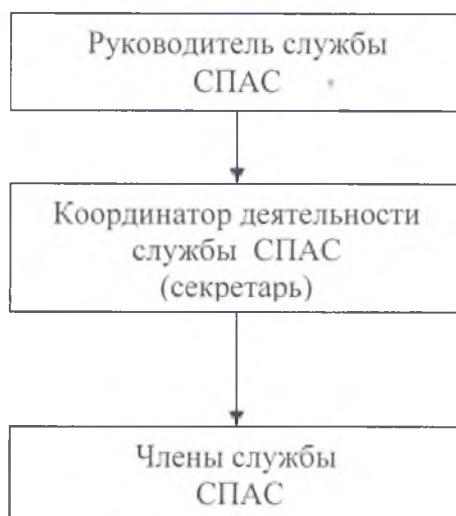 Руководитель службы
СПАС
Координатор деятельности
службы СПАС
(секретарь)
Члены службы
СПАС